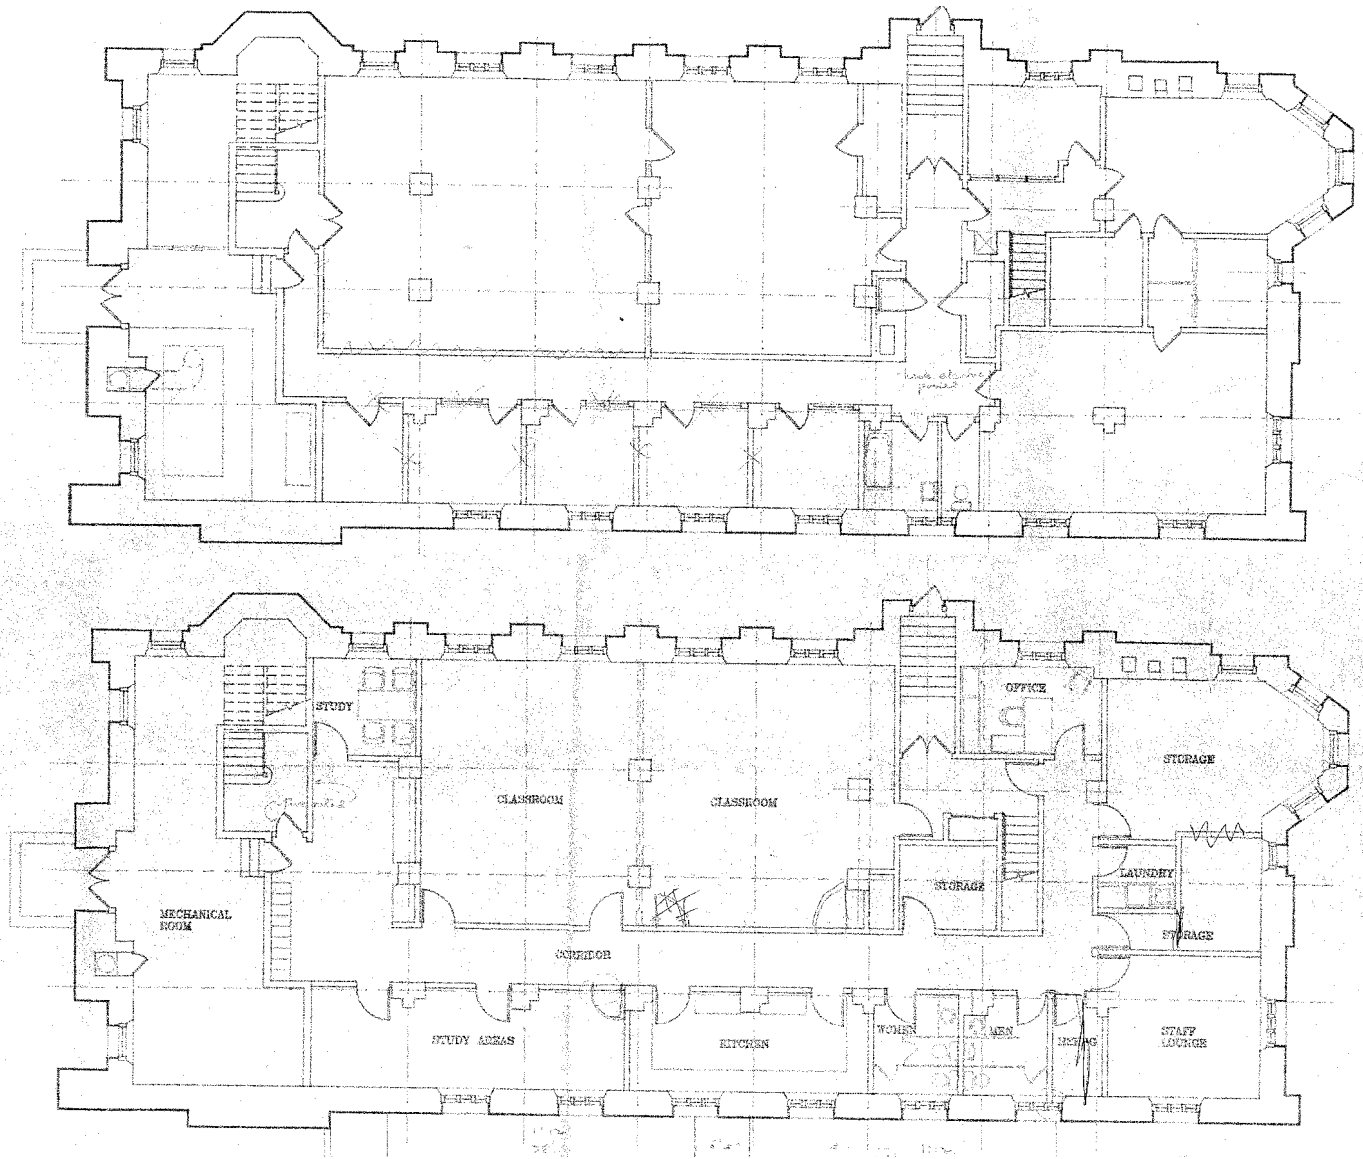 OFFICE
STUDY
STORAGE
CLASSROOM
CLASSROOM
LAUNDRY
STORAGE
MECHANICAL
ROOM
STORAGE
CORRIDOR
WOMEN
MEN
STAFF
LOUNGE
STUDY AREAS
KITCHEN